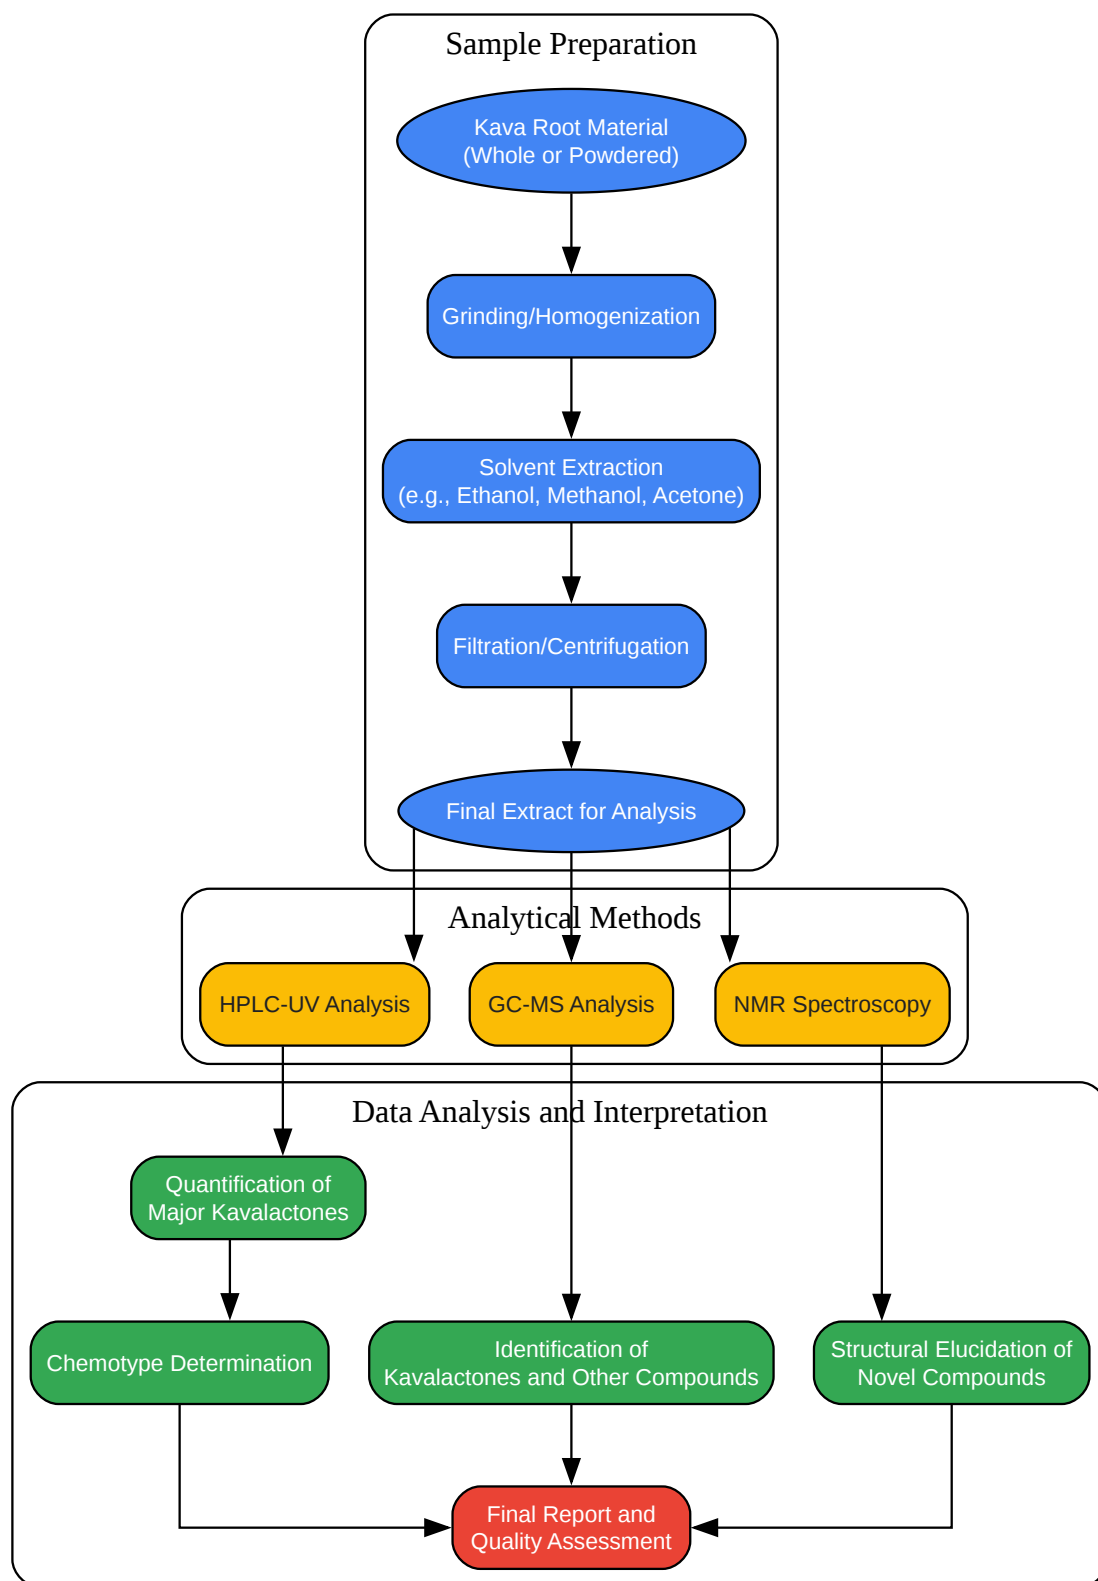 Sample Preparation
Kava Root Material
(Whole or Powdered)
Grinding/Homogenization
Solvent Extraction
(e.g., Ethanol, Methanol, Acetone)
Filtration/Centrifugation
Final Extract for Analysis
Analytical Methods
HPLC-UV Analysis
GC-MS Analysis
NMR Spectroscopy
Data Analysis and Interpretation
Quantification of
Major Kavalactones
Chemotype Determination
Identification of
Kavalactones and Other Compounds
Structural Elucidation of
Novel Compounds
Final Report and
Quality Assessment